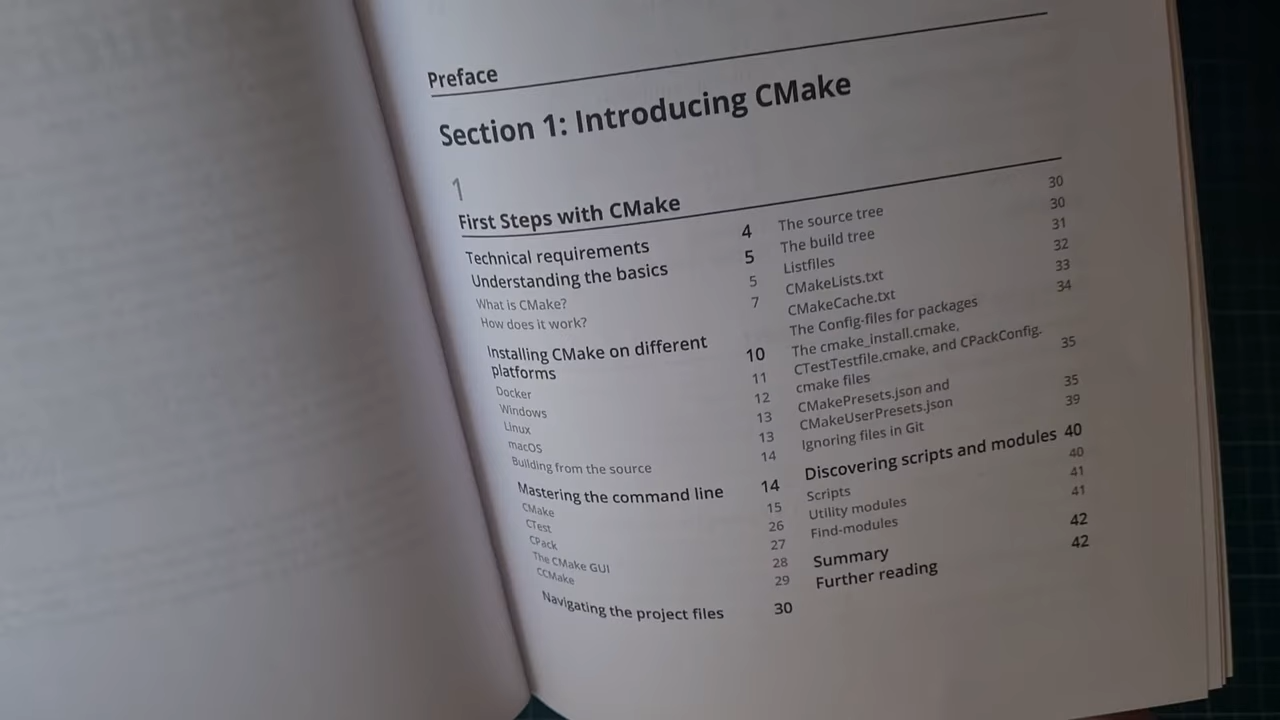 Preface
Section 1: Introducing CMake
1
First Steps with CMake
Technical requirements 4
Understanding the basics 5
What is CMake? 5
How does it work? 7
Installing CMake on different
platforms 10
Docker 11
Windows 12
Linux 13
macOS 13
Building from the source 14
Mastering the command line 14
CMake 15
CTest 26
CPack 27
The CMake GUI 28
CCMake 29
Navigating the project files 30
The source tree 30
The build tree 30
Listfiles 31
CMakeLists.txt 32
CMakeCache.txt 33
The Config-files for packages 34
The cmake_install.cmake,
CTestTestfile.cmake, and CPackConfig.
cmake files 35
CMakePresets.json and
CMakeUserPresets.json 35
Ignoring files in Git 39
Discovering scripts and modules 40
Scripts 40
Utility modules 41
Find-modules 41
Summary 42
Further reading 42